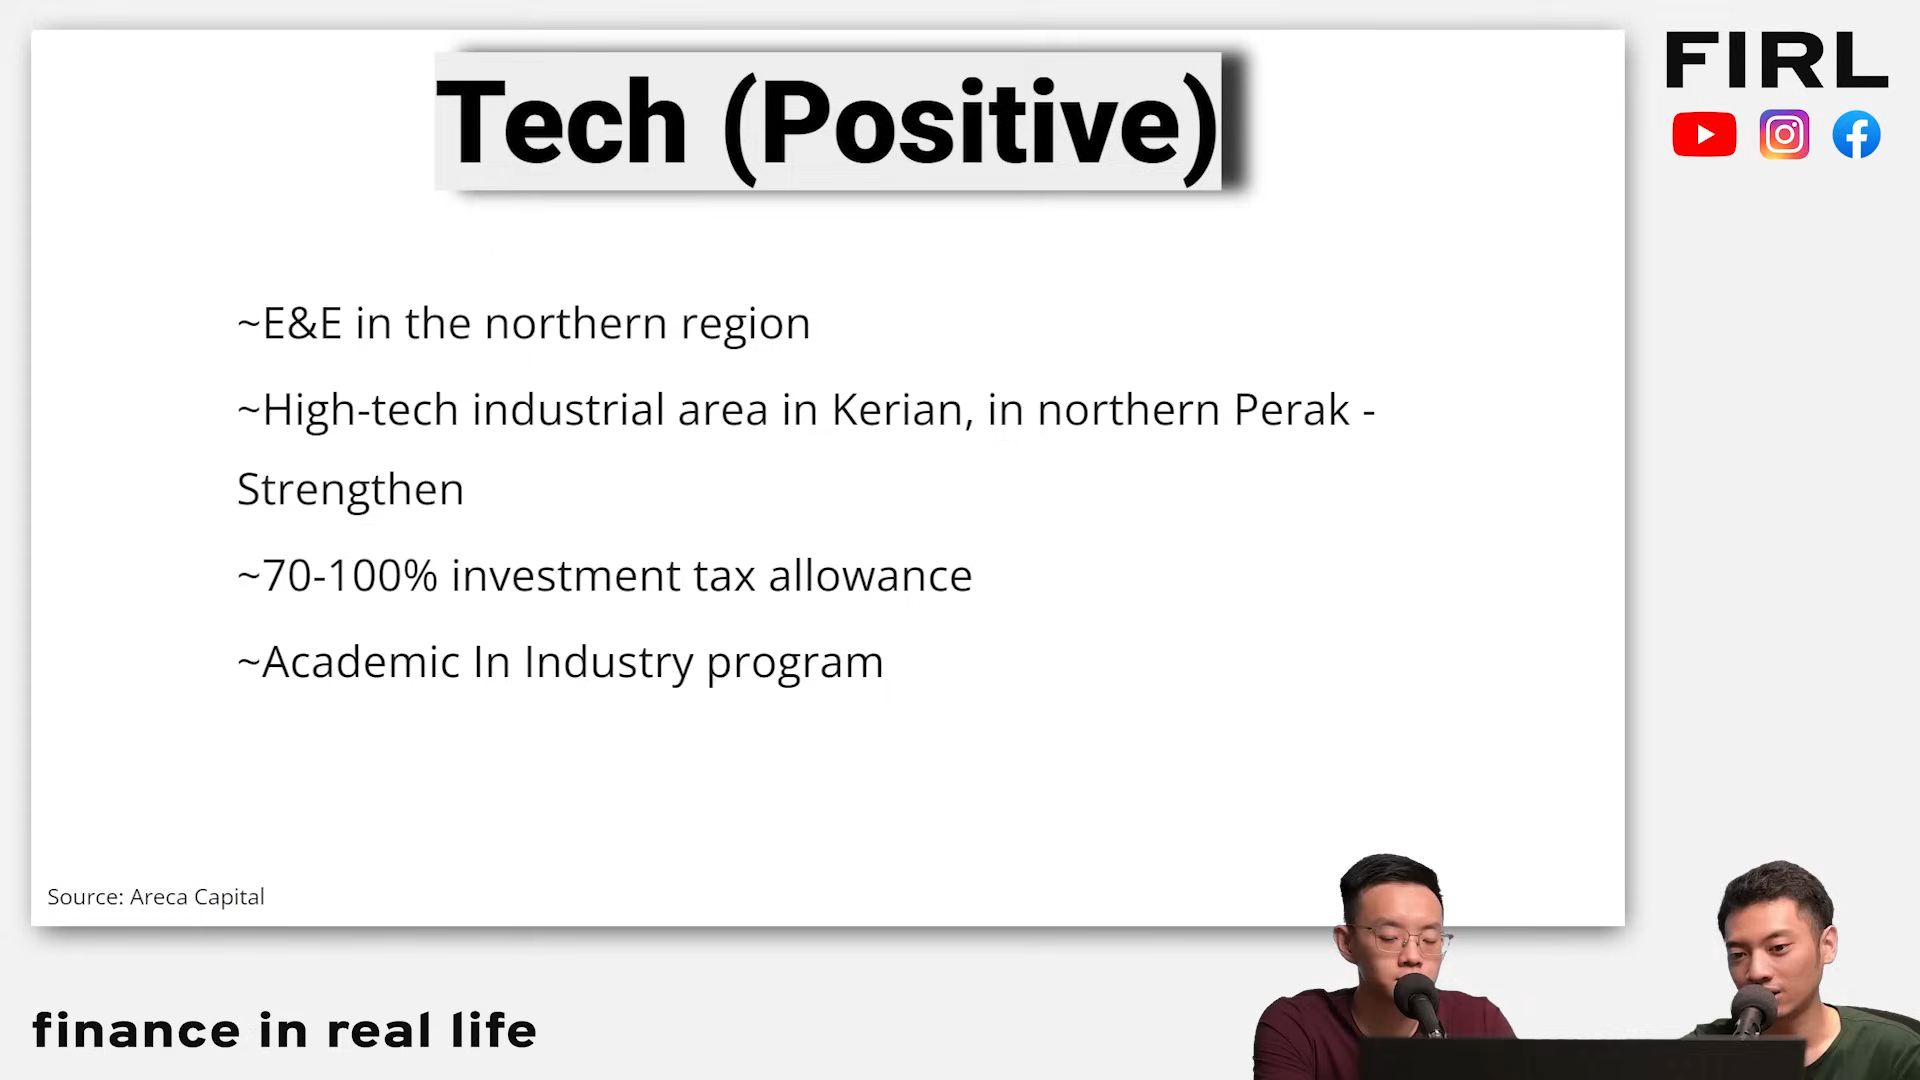 Tech (Positive)
FIRL
~E&E in the northern region
~High-tech industrial area in Kerian, in northern Perak -
Strengthen
~70-100% investment tax allowance
~Academic In Industry program
Source: Areca Capital
finance in real life